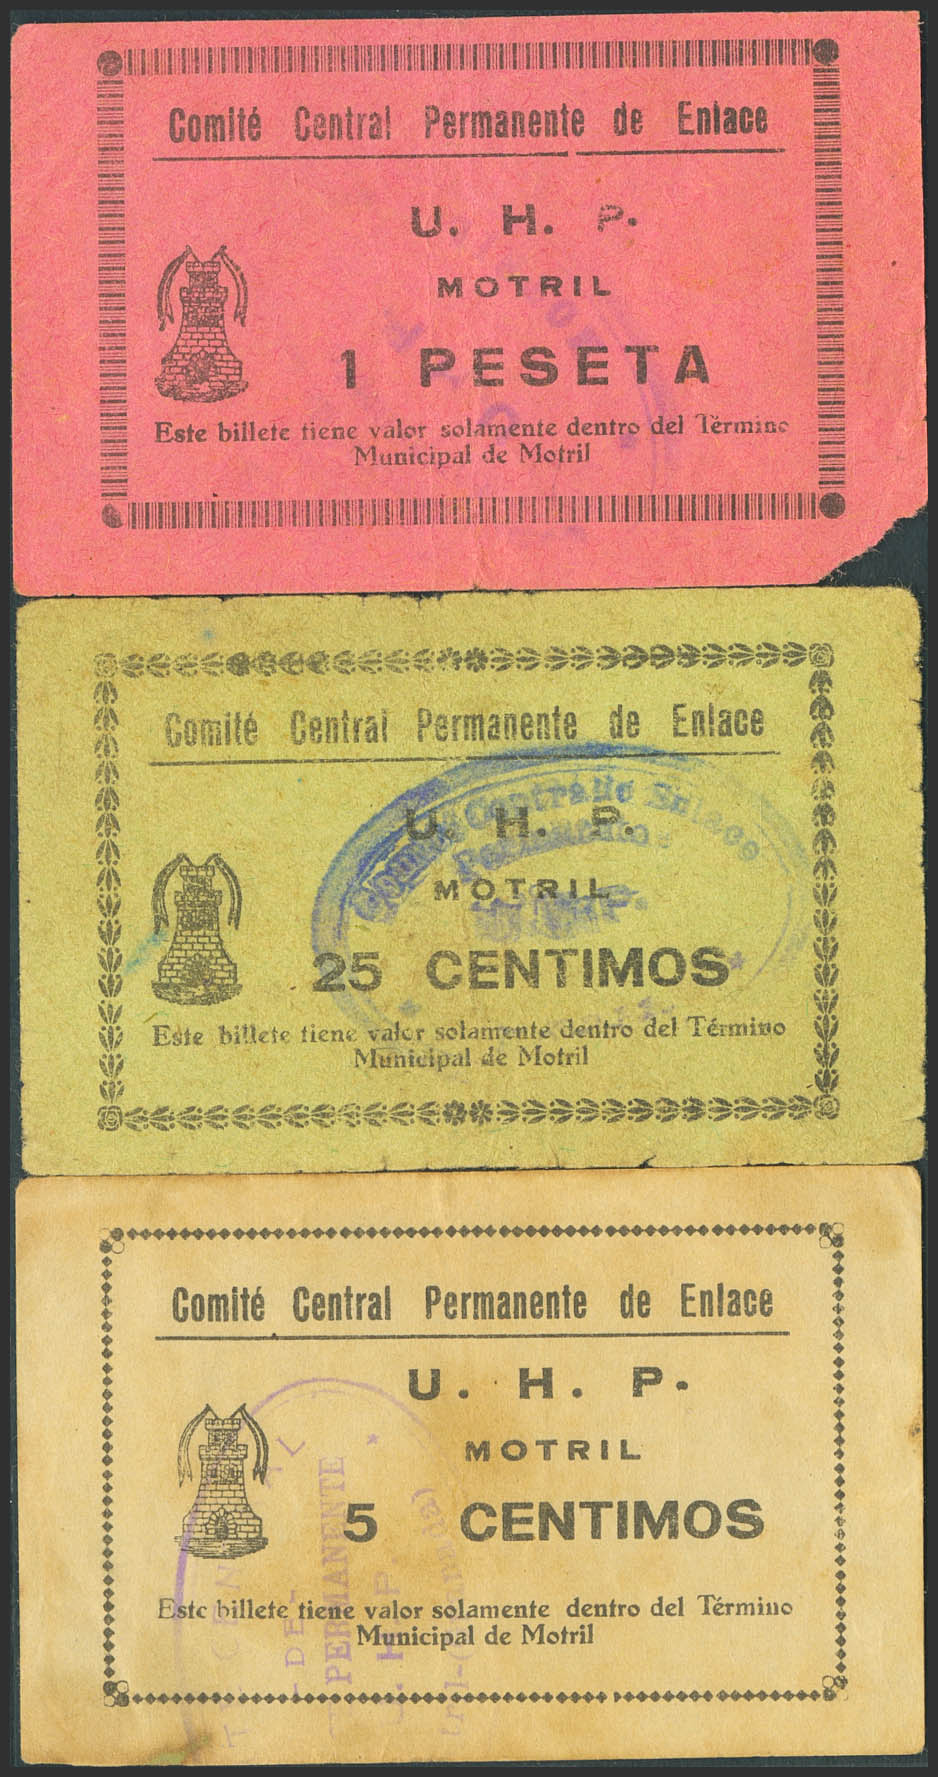 Comité Central Permanente de Enlace
U. H. P.
MOTRIL
1 PESETA
Este billete tiene valor solamente dentro del Término
Municipal de Motril
Comité Central Permanente de Enlace
U. H. P.
MOTRIL
25 CENTIMOS
Este billete tiene valor solamente dentro del Término
Municipal de Motril
Comité Central Permanente de Enlace
U. H. P.
MOTRIL
5 CENTIMOS
Este billete tiene valor solamente dentro del Término
Municipal de Motril
PERMANENTE